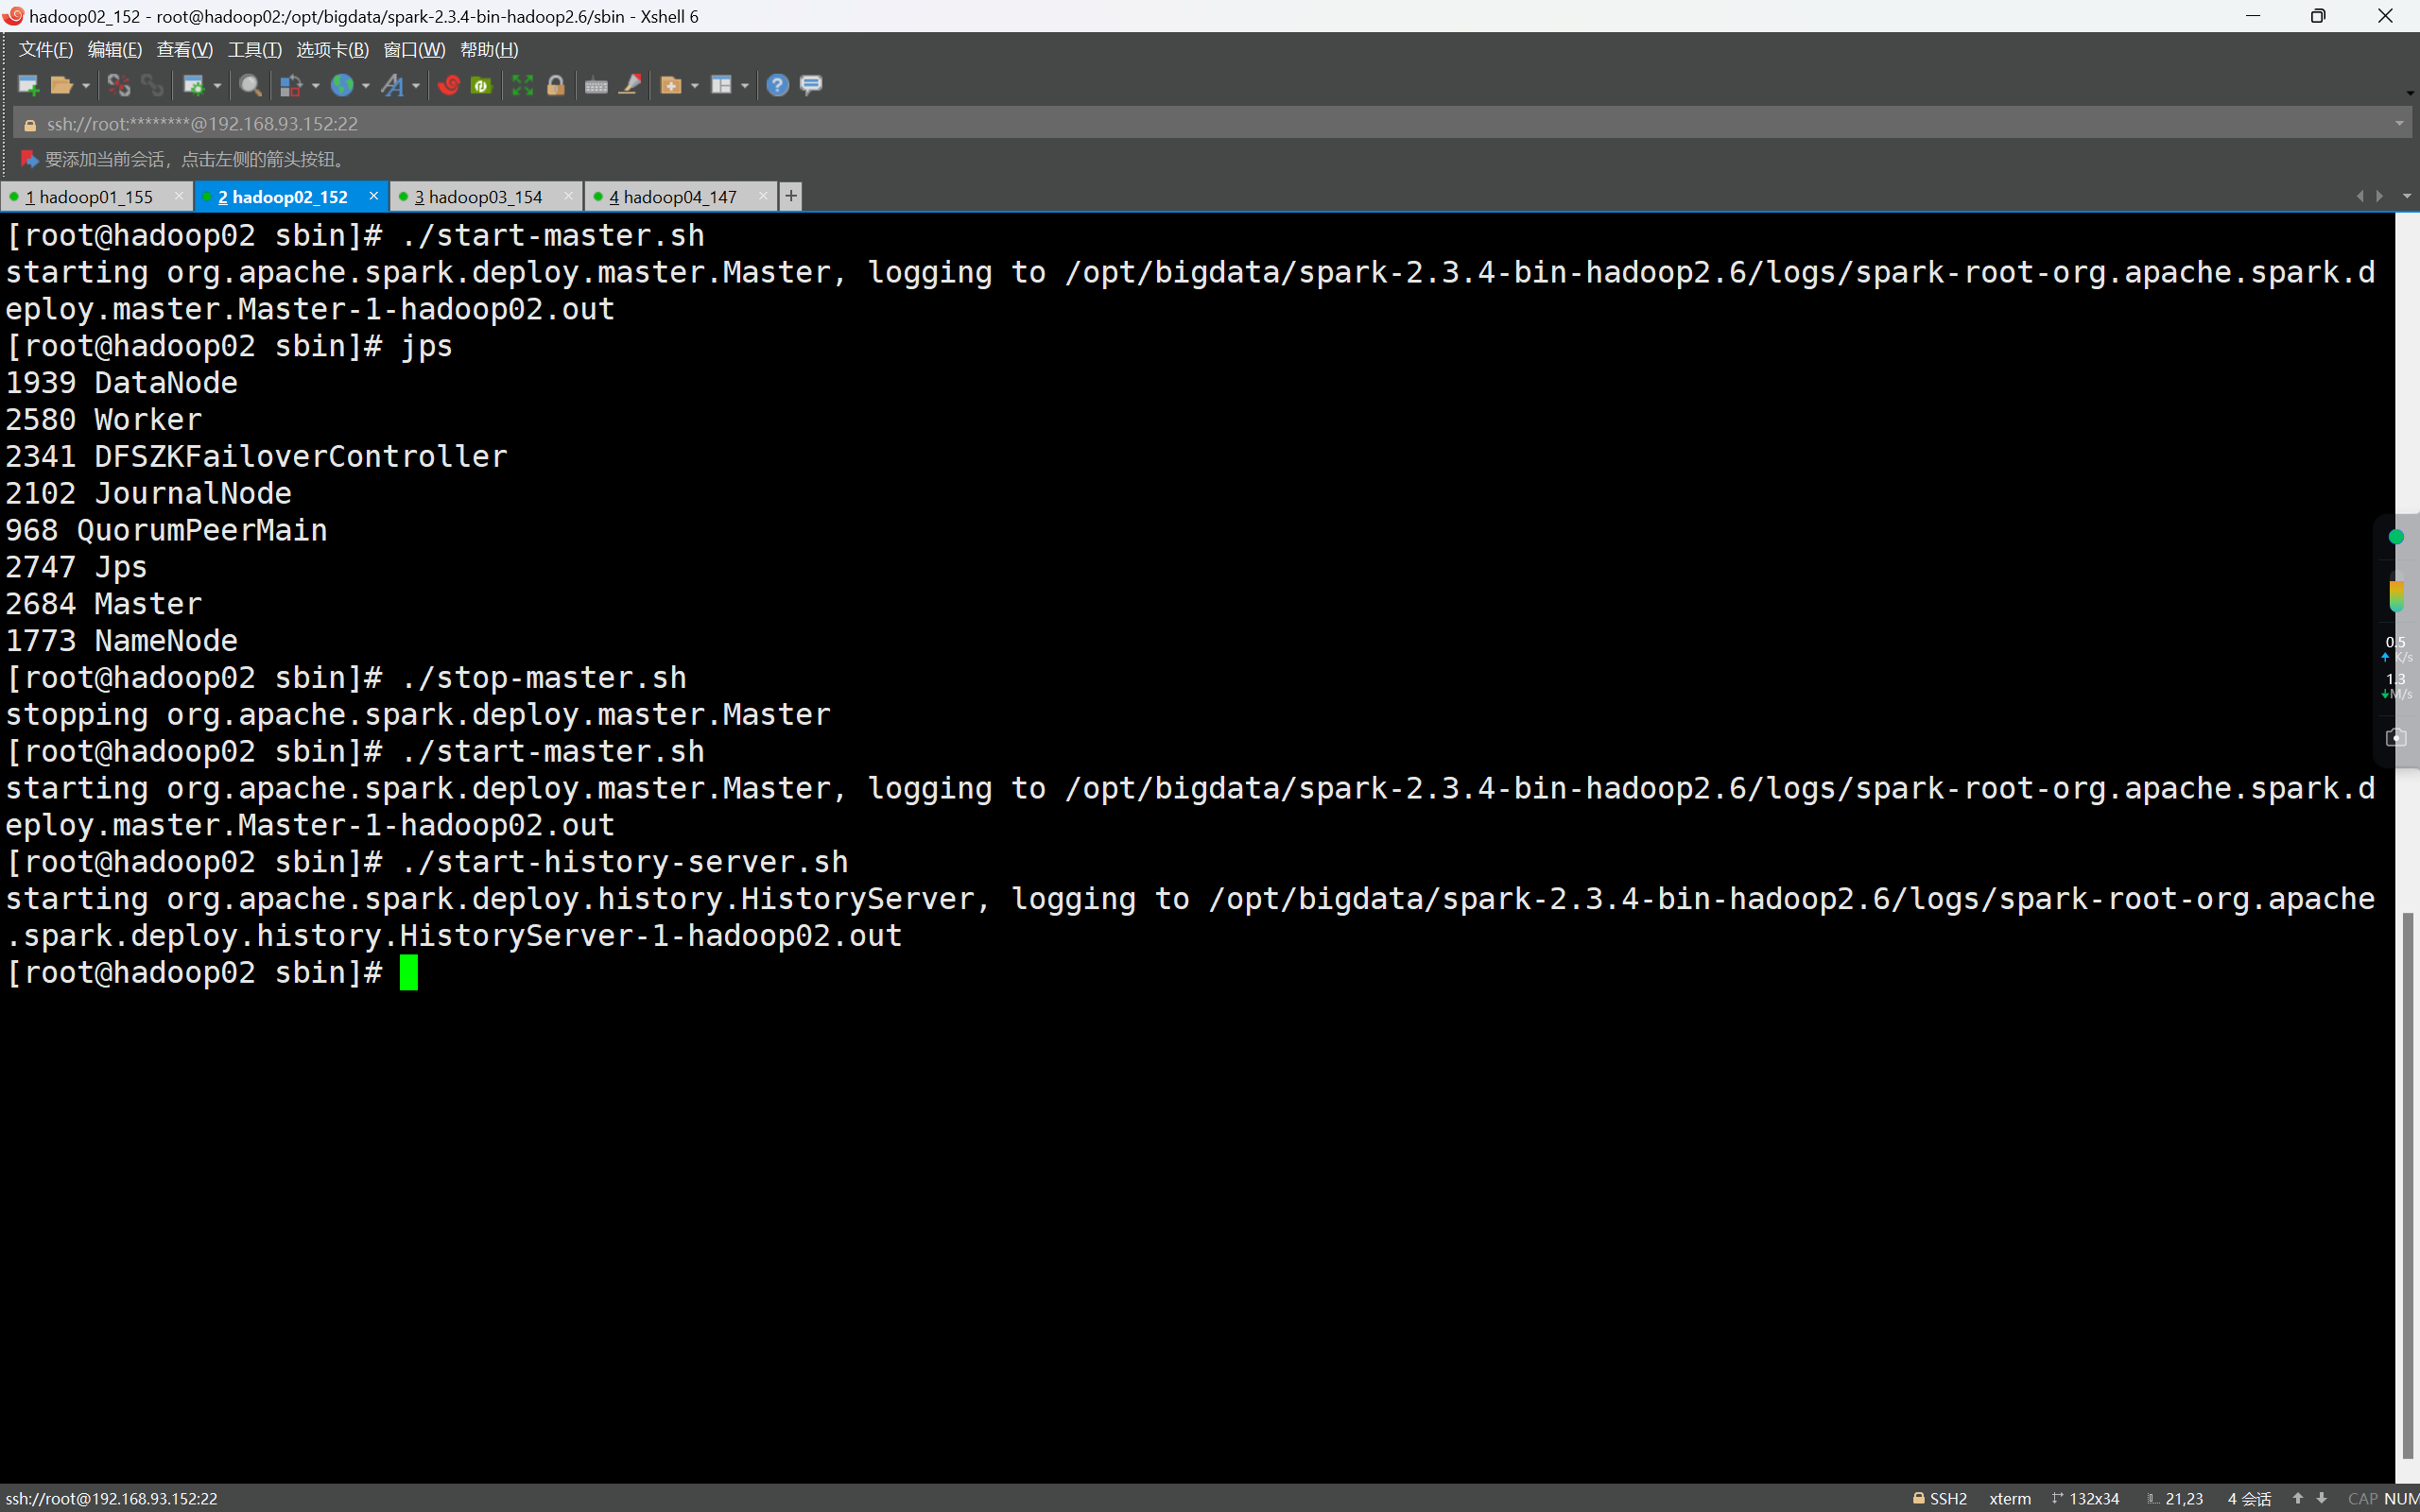 hadoop02_152 - root@hadoop02:/opt/bigdata/spark-2.3.4-bin-hadoop2.6/sbin - Xshell 6
文件(F) 编辑(E) 查看(V) 工具(T) 选项卡(B) 窗口(W) 帮助(H)
ssh://root:********@192.168.93.152:22
要添加当前会话，点击左侧的箭头按钮。
1 hadoop01_155 × 2 hadoop02_152 × 3 hadoop03_154 × 4 hadoop04_147 × +
[root@hadoop02 sbin]# ./start-master.sh
starting org.apache.spark.deploy.master.Master, logging to /opt/bigdata/spark-2.3.4-bin-hadoop2.6/logs/spark-root-org.apache.spark.d
eploy.master.Master-1-hadoop02.out
[root@hadoop02 sbin]# jps
1939 DataNode
2580 Worker
2341 DFSZKFailoverController
2102 JournalNode
968 QuorumPeerMain
2747 Jps
2684 Master
1773 NameNode
[root@hadoop02 sbin]# ./stop-master.sh
stopping org.apache.spark.deploy.master.Master
[root@hadoop02 sbin]# ./start-master.sh
starting org.apache.spark.deploy.master.Master, logging to /opt/bigdata/spark-2.3.4-bin-hadoop2.6/logs/spark-root-org.apache.spark.d
eploy.master.Master-1-hadoop02.out
[root@hadoop02 sbin]# ./start-history-server.sh
starting org.apache.spark.deploy.history.HistoryServer, logging to /opt/bigdata/spark-2.3.4-bin-hadoop2.6/logs/spark-root-org.apache
.spark.deploy.history.HistoryServer-1-hadoop02.out
[root@hadoop02 sbin]#
0.5
K/s
1.3
M/s
ssh://root@192.168.93.152:22 SSH2 xterm 132x34 21,23 4 会话 CAP NUM